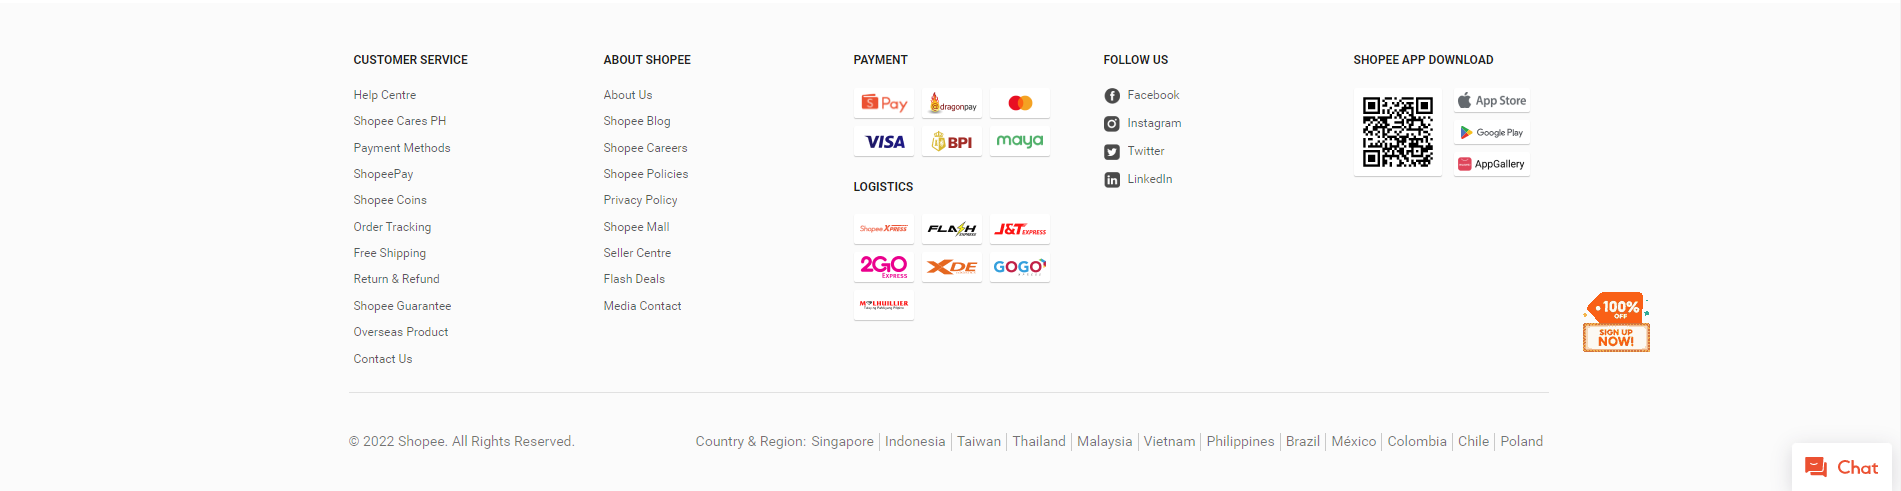 CUSTOMER SERVICE
Help Centre
Shopee Cares PH
Payment Methods
ShopeePay
Shopee Coins
Order Tracking
Free Shipping
Return & Refund
Shopee Guarantee
Overseas Product
Contact Us
ABOUT SHOPEE
About Us
Shopee Blog
Shopee Careers
Shopee Policies
Privacy Policy
Shopee Mall
Seller Centre
Flash Deals
Media Contact
PAYMENT
S Pay
@dragonpay
VISA
BPI
maya
LOGISTICS
Shopee XPRESS
FLASH EXPRESS
J&T EXPRESS
2GO EXPRESS
XDE
GOGO XPRESS
MLHUILLIER
FOLLOW US
Facebook
Instagram
Twitter
LinkedIn
SHOPEE APP DOWNLOAD
App Store
Google Play
AppGallery
100%
OFF
SIGN UP
NOW!
© 2022 Shopee. All Rights Reserved.
Country & Region: Singapore Indonesia Taiwan Thailand Malaysia Vietnam Philippines Brazil México Colombia Chile Poland
Chat